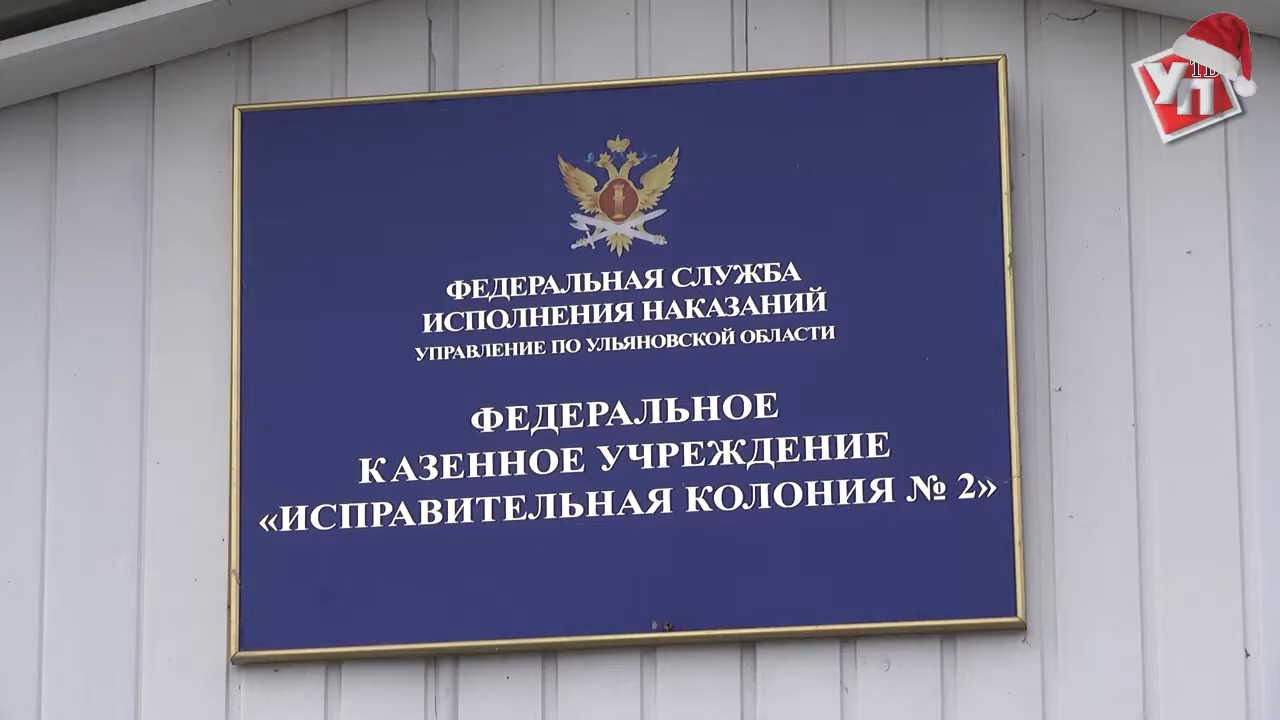 ФЕДЕРАЛЬНАЯ СЛУЖБА
ИСПОЛНЕНИЯ НАКАЗАНИЙ
УПРАВЛЕНИЕ ПО УЛЬЯНОВСКОЙ ОБЛАСТИ
ФЕДЕРАЛЬНОЕ
КАЗЕННОЕ УЧРЕЖДЕНИЕ
«ИСПРАВИТЕЛЬНАЯ КОЛОНИЯ № 2»
УП ТВ